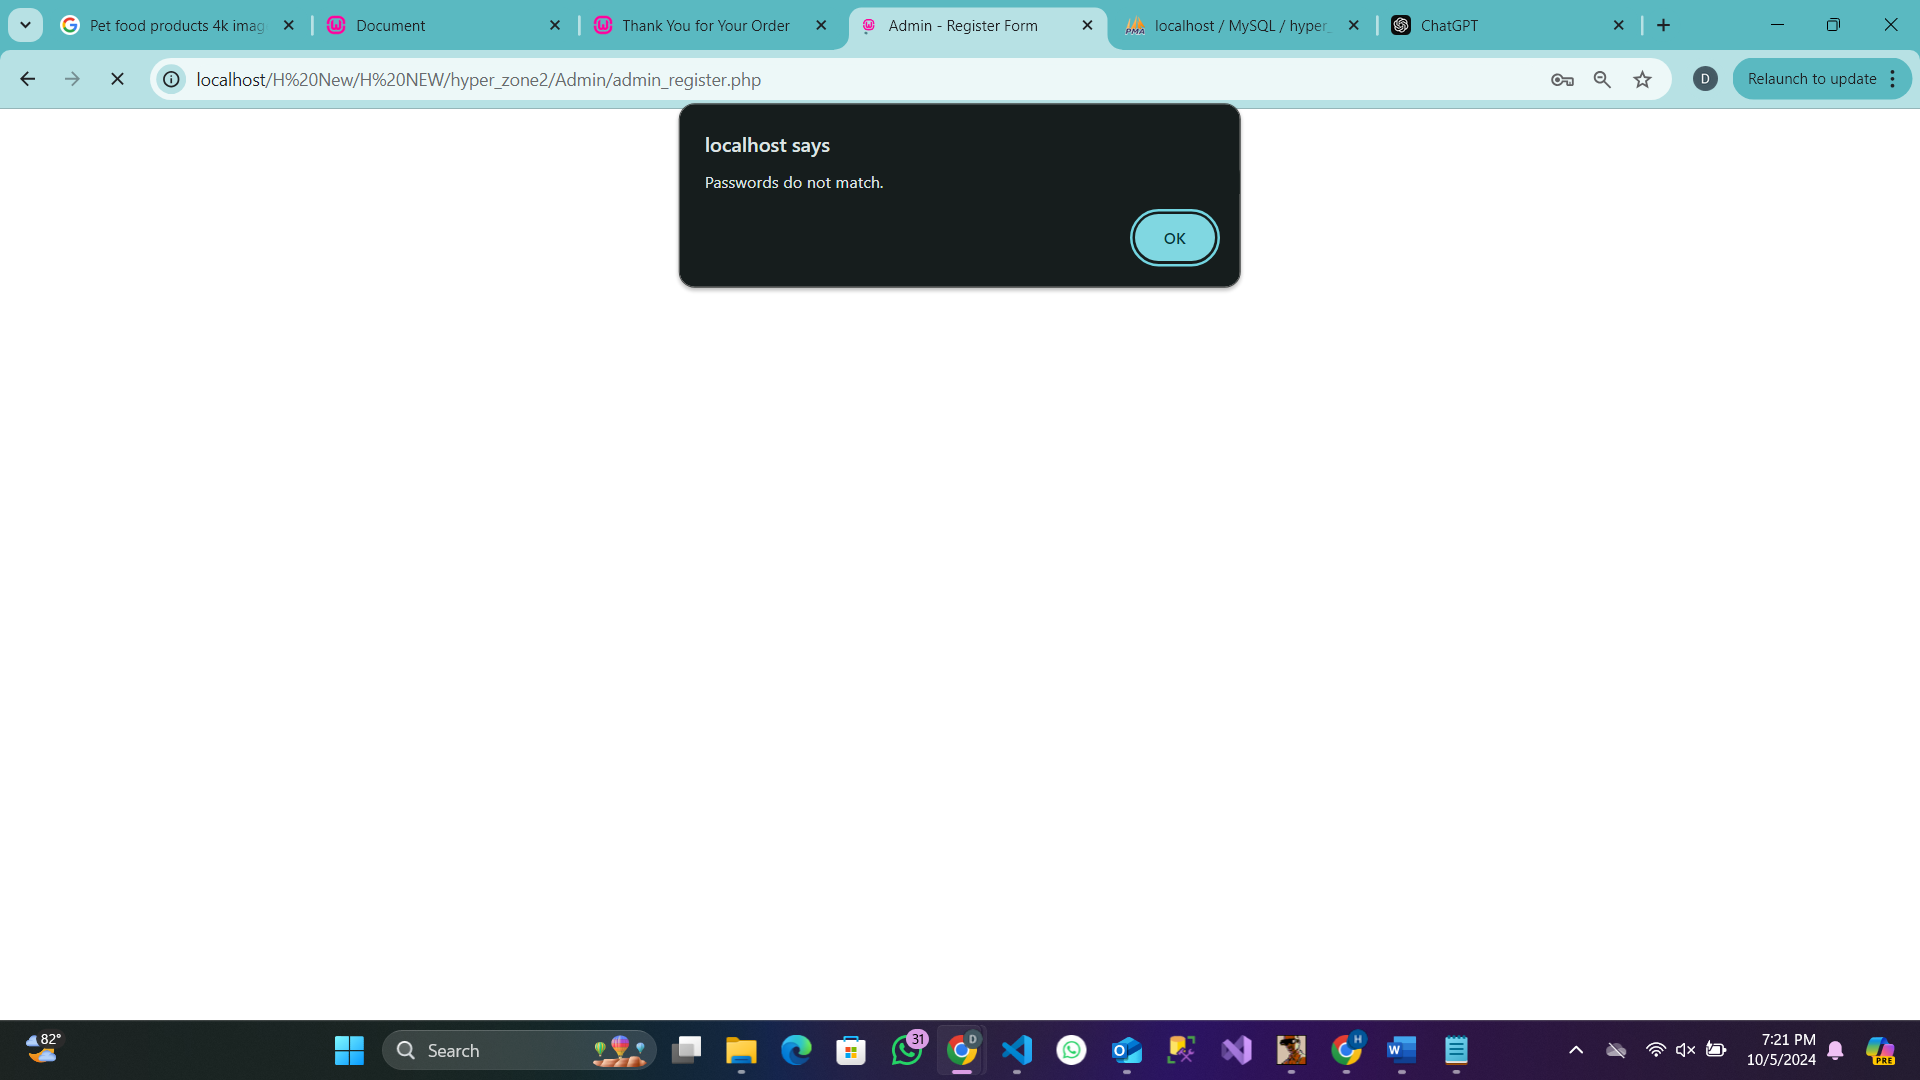 Pet food products 4k imag
Document
Thank You for Your Order
Admin - Register Form
localhost / MySQL / hyper_
ChatGPT
localhost/H%20New/H%20NEW/hyper_zone2/Admin/admin_register.php
D
Relaunch to update
localhost says
Passwords do not match.
OK
82°
Search
31
D
H
7:21 PM
10/5/2024
PRE